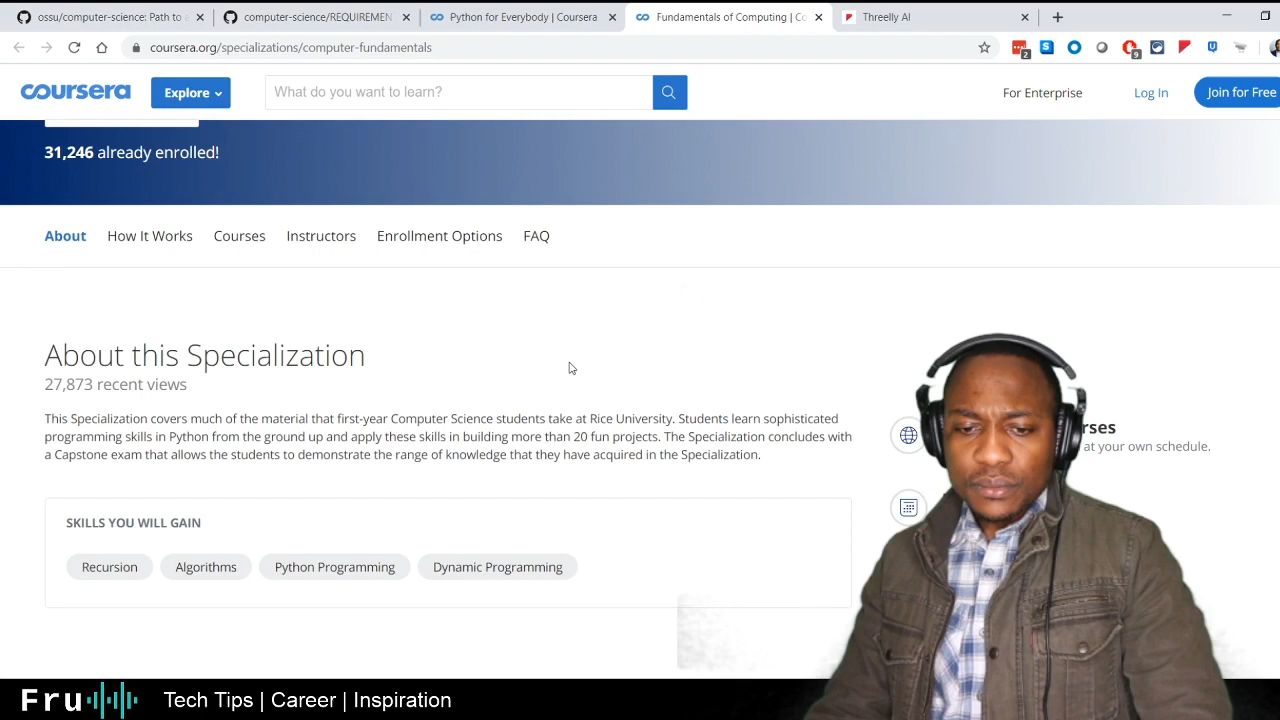 ossu/computer-science: Path to a
computer-science/REQUIREMEN
Python for Everybody | Coursera
Fundamentals of Computing | Co
Threelly AI
coursera.org/specializations/computer-fundamentals
2
9
coursera
Explore
What do you want to learn?
For Enterprise
Log In
Join for Free
31,246 already enrolled!
About
How It Works
Courses
Instructors
Enrollment Options
FAQ
About this Specialization
27,873 recent views
This Specialization covers much of the material that first-year Computer Science students take at Rice University. Students learn sophisticated
programming skills in Python from the ground up and apply these skills in building more than 20 fun projects. The Specialization concludes with
a Capstone exam that allows the students to demonstrate the range of knowledge that they have acquired in the Specialization.
rses
at your own schedule.
SKILLS YOU WILL GAIN
Recursion
Algorithms
Python Programming
Dynamic Programming
Fru
Tech Tips | Career | Inspiration